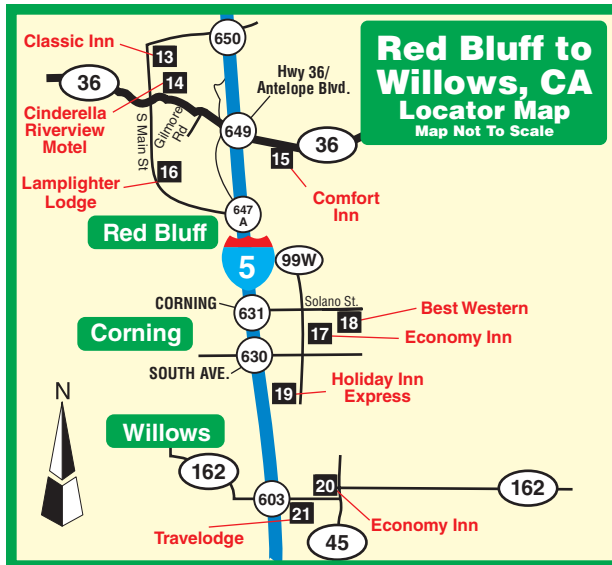 Red Bluff to
Willows, CA
Locator Map
Map Not To Scale
Classic Inn
13
650
36
14
Hwy 36/
Antelope Blvd.
Cinderella
Riverview
Motel
S Main St
Gilmore
Rd
649
36
15
16
Lamplighter
Lodge
Comfort
Inn
647
A
Red Bluff
5
99W
CORNING
631
Solano St.
Best Western
18
17
Economy Inn
Corning
630
SOUTH AVE.
19
Holiday Inn
Express
N
Willows
162
603
20
162
21
Travelodge
Economy Inn
45